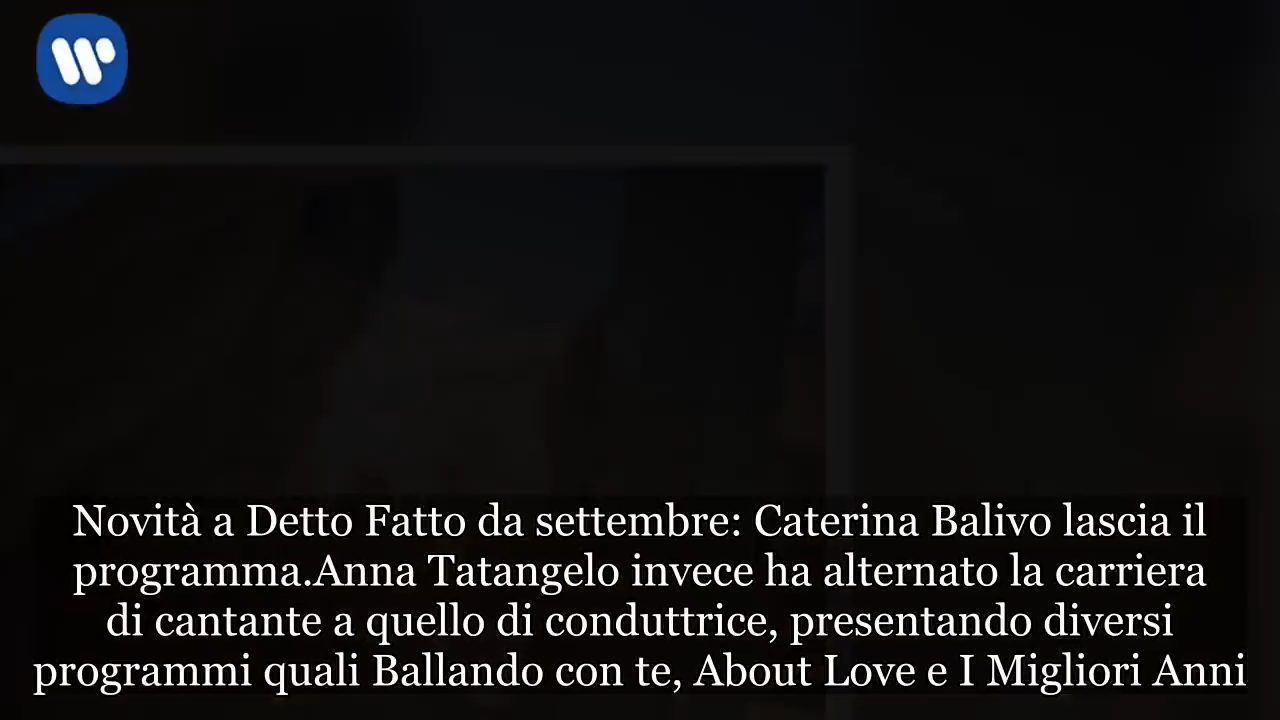 Novità a Detto Fatto da settembre: Caterina Balivo lascia il
programma.Anna Tatangelo invece ha alternato la carriera
di cantante a quello di conduttrice, presentando diversi
programmi quali Ballando con te, About Love e I Migliori Anni